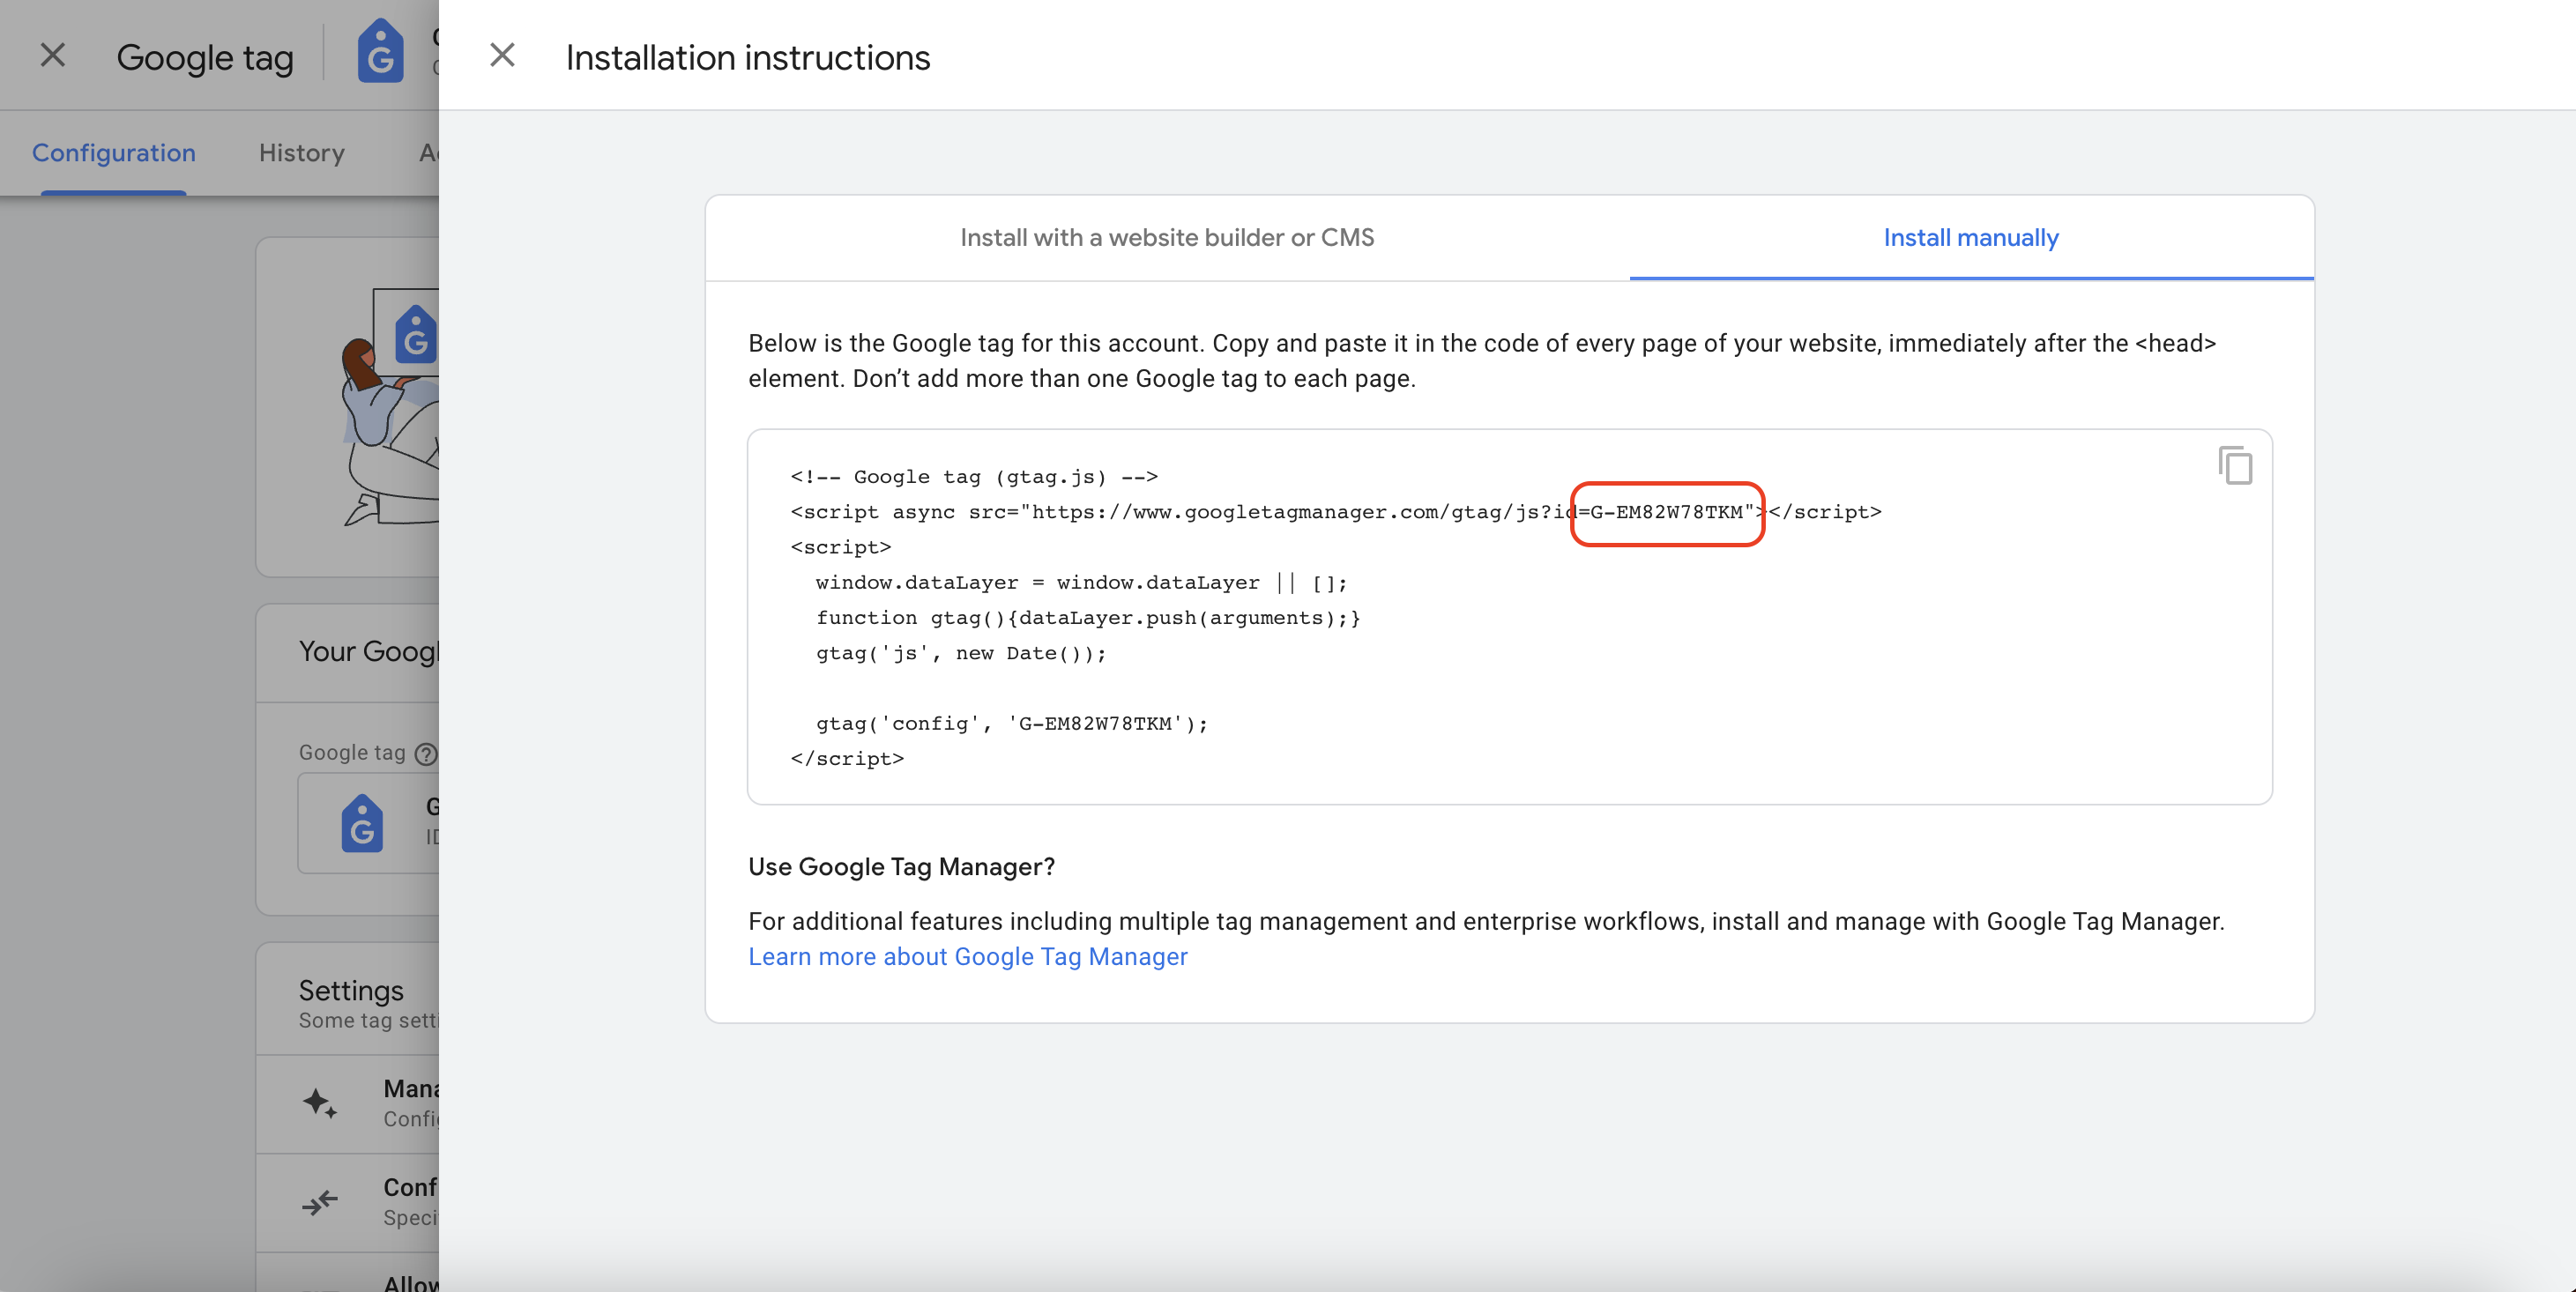 Google tag
Installation instructions
Configuration
History
Install with a website builder or CMS
Install manually
Below is the Google tag for this account. Copy and paste it in the code of every page of your website, immediately after the <head>
element. Don’t add more than one Google tag to each page.
<!-- Google tag (gtag.js) -->
<script async src="https://www.googletagmanager.com/gtag/js?id=G-EM82W78TKM"></script>
<script>
window.dataLayer = window.dataLayer || [];
function gtag(){dataLayer.push(arguments);}
gtag('js', new Date());
gtag('config', 'G-EM82W78TKM');
</script>
Use Google Tag Manager?
For additional features including multiple tag management and enterprise workflows, install and manage with Google Tag Manager.
Learn more about Google Tag Manager
Your Googl
Google tag
G
ID
Settings
Some tag setti
Mana
Config
Conf
Speci
Allow